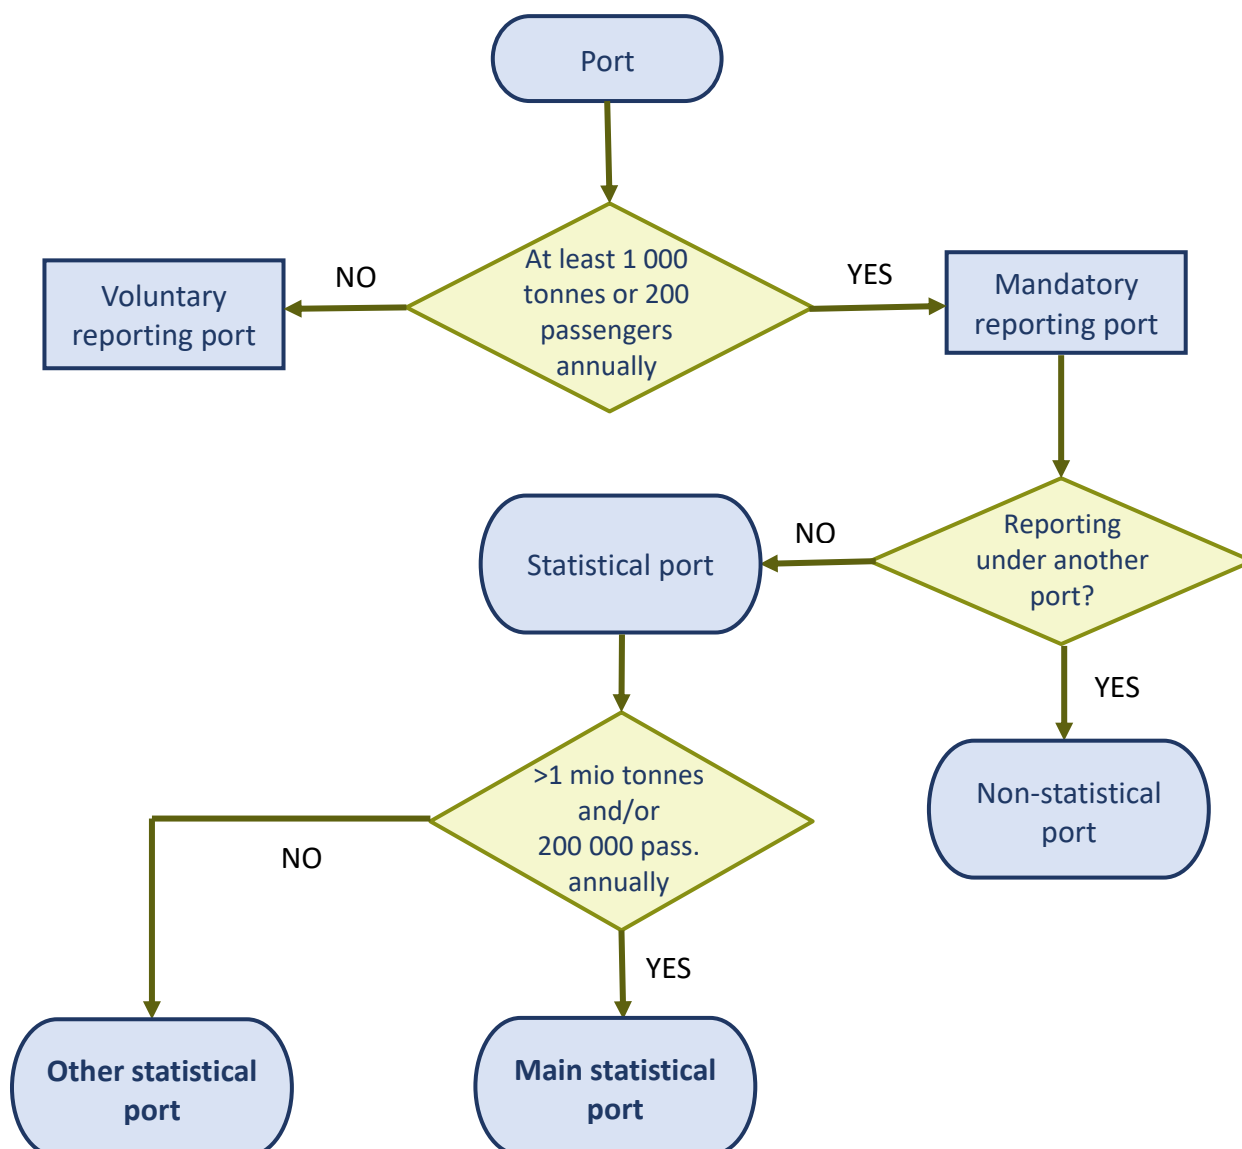 Port
At least 1 000
tonnes or 200
passengers
annually
NO
YES
Voluntary
reporting port
Mandatory
reporting port
Reporting
under another
port?
NO
YES
Statistical port
Non-statistical
port
>1 mio tonnes
and/or
200 000 pass.
annually
NO
YES
Other statistical
port
Main statistical
port